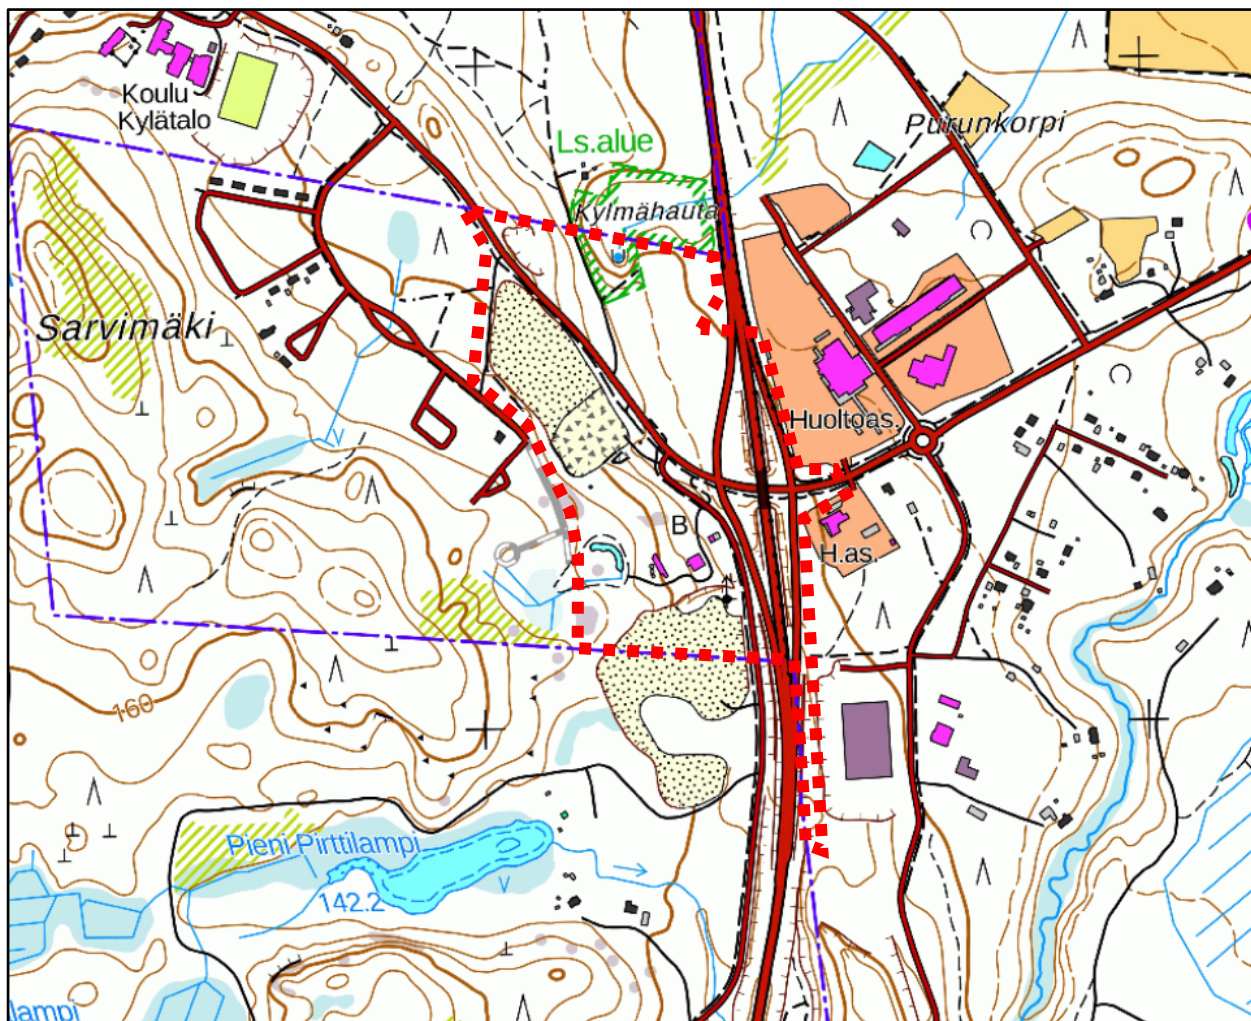 Koulu
Kylätalo
Ls.alue
Purunkorpi
Kylmähauta
U
Sarvimäki
Huoltoas.
V
B
H.as.
160
Pieni Pirttilampi
V
142.2
lampi